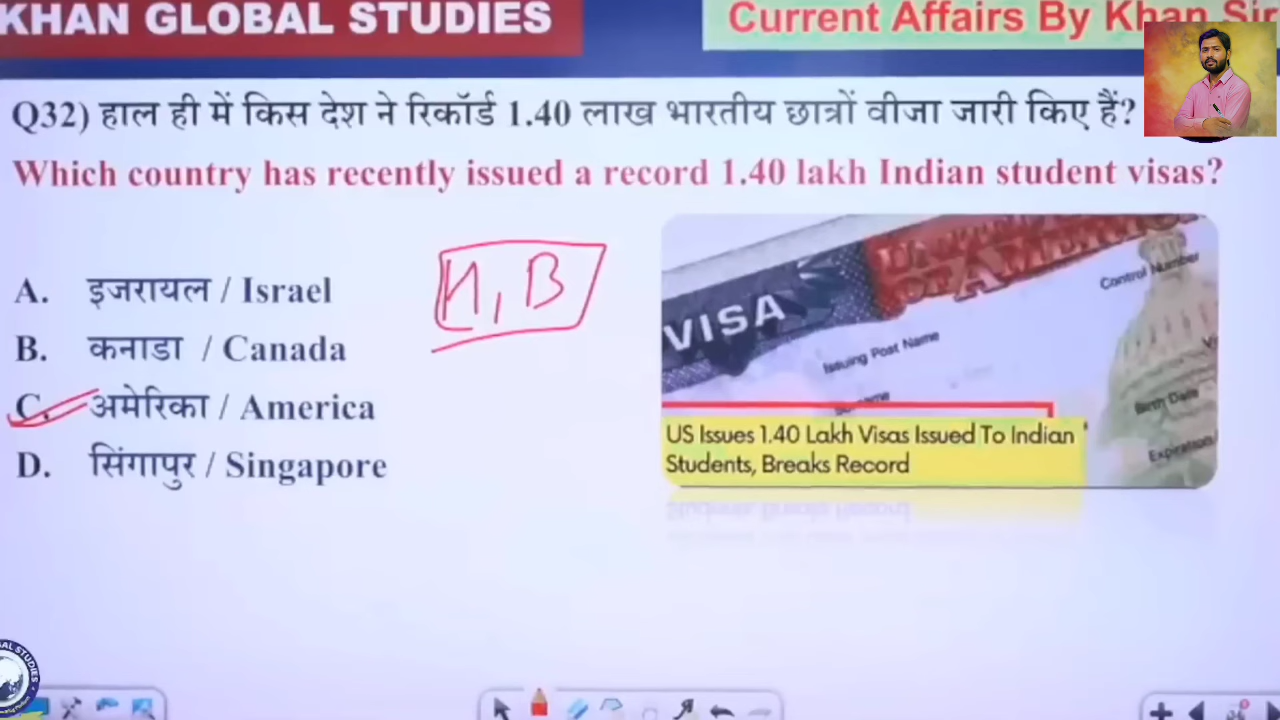 KHAN GLOBAL STUDIES
Current Affairs By Khan Sir
Q32) हाल ही में किस देश ने रिकॉर्ड 1.40 लाख भारतीय छात्रों वीजा जारी किए हैं?
Which country has recently issued a record 1.40 lakh Indian student visas?
A. इजरायल / Israel
B. कनाडा / Canada
C. अमेरिका / America
D. सिंगापुर / Singapore
H, B
VISA
OF AMERICA
Control Number
Issuing Post Name
Birth Date
Expiration
US Issues 1.40 Lakh Visas Issued To Indian
Students, Breaks Record